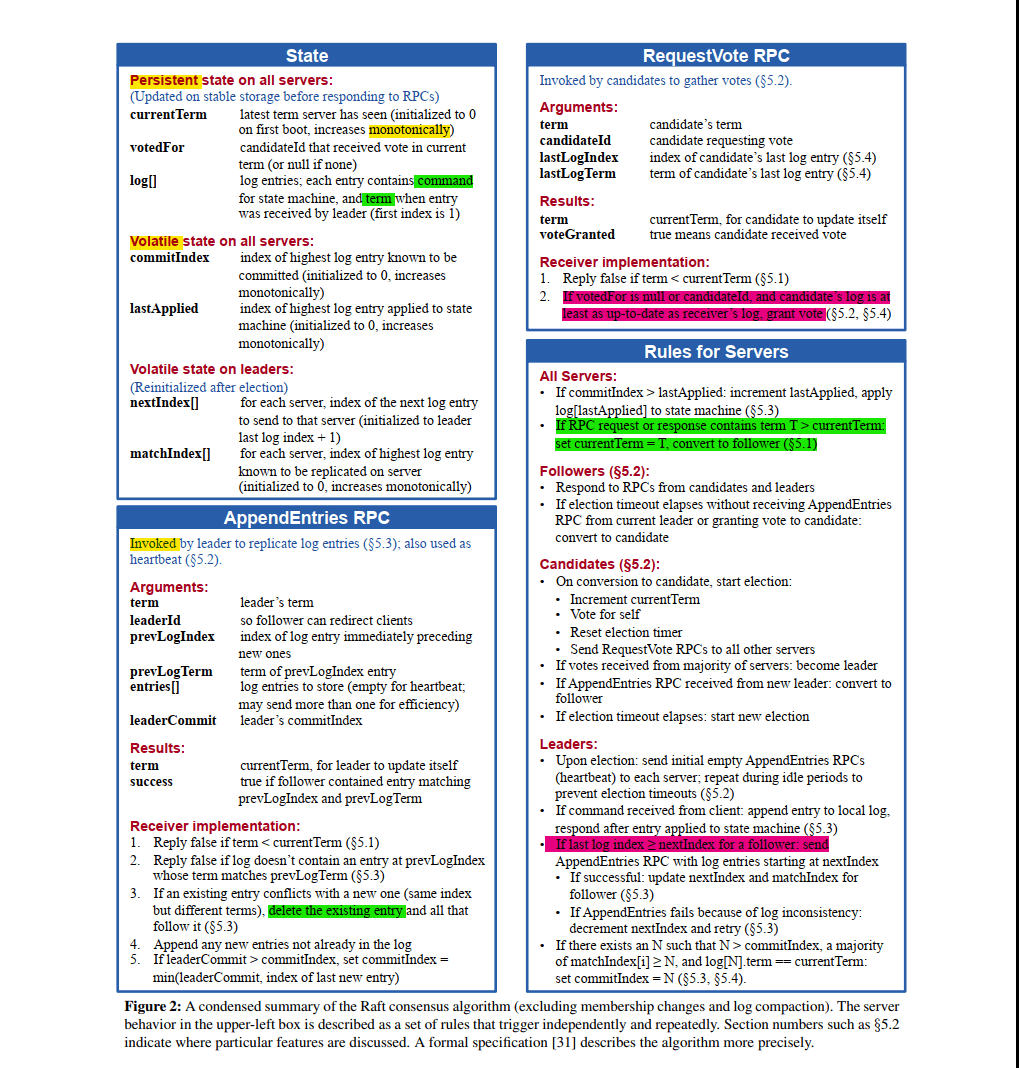 State
Persistent state on all servers:
(Updated on stable storage before responding to RPCs)
currentTerm latest term server has seen (initialized to 0
on first boot, increases monotonically)
votedFor candidateId that received vote in current
term (or null if none)
log[] log entries; each entry contains command
for state machine, and term when entry
was received by leader (first index is 1)
Volatile state on all servers:
commitIndex index of highest log entry known to be
committed (initialized to 0, increases
monotonically)
lastApplied index of highest log entry applied to state
machine (initialized to 0, increases
monotonically)
Volatile state on leaders:
(Reinitialized after election)
nextIndex[] for each server, index of the next log entry
to send to that server (initialized to leader
last log index + 1)
matchIndex[] for each server, index of highest log entry
known to be replicated on server
(initialized to 0, increases monotonically)
AppendEntries RPC
Invoked by leader to replicate log entries (§5.3); also used as
heartbeat (§5.2).
Arguments:
term leader's term
leaderId so follower can redirect clients
prevLogIndex index of log entry immediately preceding
new ones
prevLogTerm term of prevLogIndex entry
entries[] log entries to store (empty for heartbeat;
may send more than one for efficiency)
leaderCommit leader's commitIndex
Results:
term currentTerm, for leader to update itself
success true if follower contained entry matching
prevLogIndex and prevLogTerm
Receiver implementation:
1. Reply false if term < currentTerm (§5.1)
2. Reply false if log doesn't contain an entry at prevLogIndex
whose term matches prevLogTerm (§5.3)
3. If an existing entry conflicts with a new one (same index
but different terms), delete the existing entry and all that
follow it (§5.3)
4. Append any new entries not already in the log
5. If leaderCommit > commitIndex, set commitIndex =
min(leaderCommit, index of last new entry)
RequestVote RPC
Invoked by candidates to gather votes (§5.2).
Arguments:
term candidate's term
candidateId candidate requesting vote
lastLogIndex index of candidate's last log entry (§5.4)
lastLogTerm term of candidate's last log entry (§5.4)
Results:
term currentTerm, for candidate to update itself
voteGranted true means candidate received vote
Receiver implementation:
1. Reply false if term < currentTerm (§5.1)
2. If votedFor is null or candidateId, and candidate's log is at
least as up-to-date as receiver's log, grant vote (§5.2, §5.4)
Rules for Servers
All Servers:
• If commitIndex > lastApplied: increment lastApplied, apply
log[lastApplied] to state machine (§5.3)
• If RPC request or response contains term T > currentTerm:
set currentTerm = T, convert to follower (§5.1)
Followers (§5.2):
• Respond to RPCs from candidates and leaders
• If election timeout elapses without receiving AppendEntries
RPC from current leader or granting vote to candidate:
convert to candidate
Candidates (§5.2):
• On conversion to candidate, start election:
• Increment currentTerm
• Vote for self
• Reset election timer
• Send RequestVote RPCs to all other servers
• If votes received from majority of servers: become leader
• If AppendEntries RPC received from new leader: convert to
follower
• If election timeout elapses: start new election
Leaders:
• Upon election: send initial empty AppendEntries RPCs
(heartbeat) to each server; repeat during idle periods to
prevent election timeouts (§5.2)
• If command received from client: append entry to local log,
respond after entry applied to state machine (§5.3)
• If last log index ≥ nextIndex for a follower: send
AppendEntries RPC with log entries starting at nextIndex
• If successful: update nextIndex and matchIndex for
follower (§5.3)
• If AppendEntries fails because of log inconsistency:
decrement nextIndex and retry (§5.3)
• If there exists an N such that N > commitIndex, a majority
of matchIndex[i] ≥ N, and log[N].term == currentTerm:
set commitIndex = N (§5.3, §5.4).
Figure 2: A condensed summary of the Raft consensus algorithm (excluding membership changes and log compaction). The server
behavior in the upper-left box is described as a set of rules that trigger independently and repeatedly. Section numbers such as §5.2
indicate where particular features are discussed. A formal specification [31] describes the algorithm more precisely.